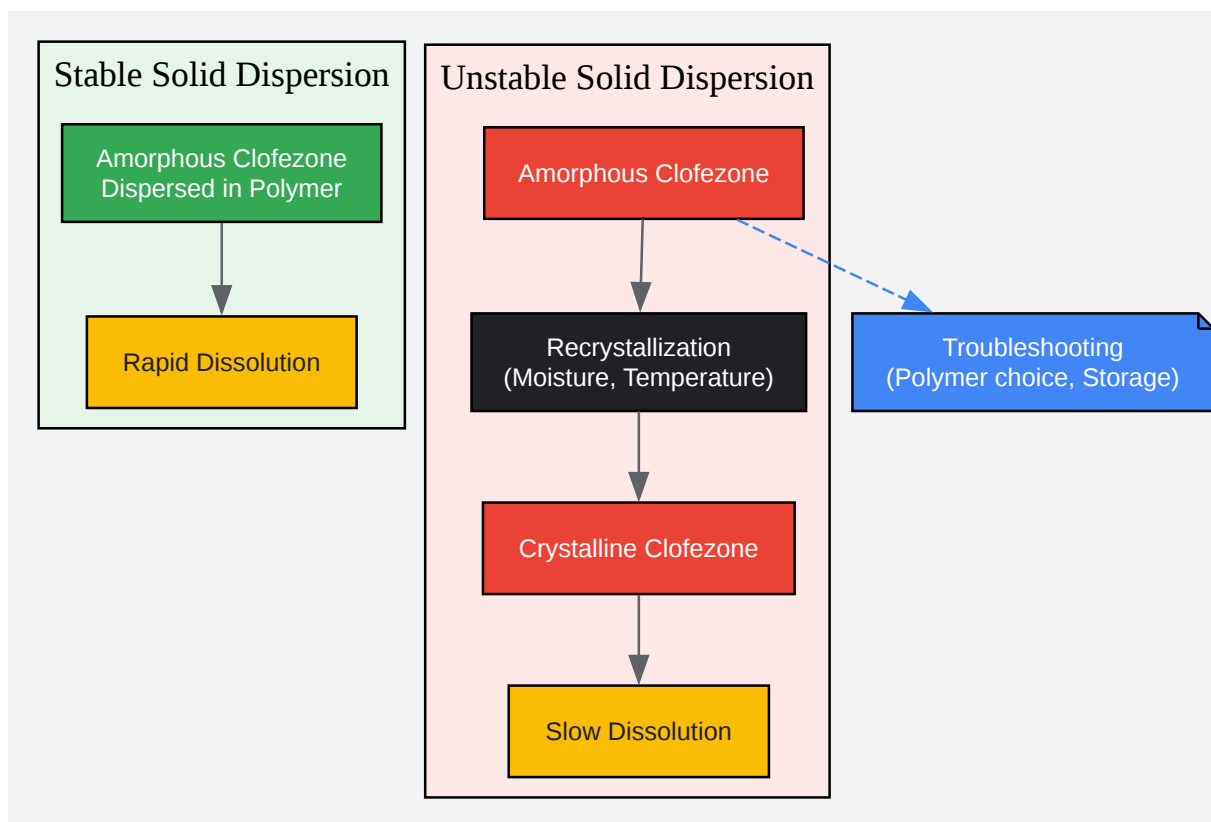 Stable Solid Dispersion
Amorphous Clofezone
Dispersed in Polymer
Rapid Dissolution
Unstable Solid Dispersion
Amorphous Clofezone
Recrystallization
(Moisture, Temperature)
Crystalline Clofezone
Slow Dissolution
Troubleshooting
(Polymer choice, Storage)